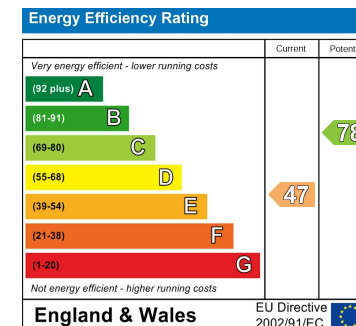 Energy Efficiency Rating
Current Potent
Very energy efficient - lower running costs
(92 plus) A
(81-91) B
(69-80) C
78
(55-68) D
(39-54) E
47
(21-38) F
(1-20) G
Not energy efficient - higher running costs
England & Wales
EU Directive
2002/91/EC